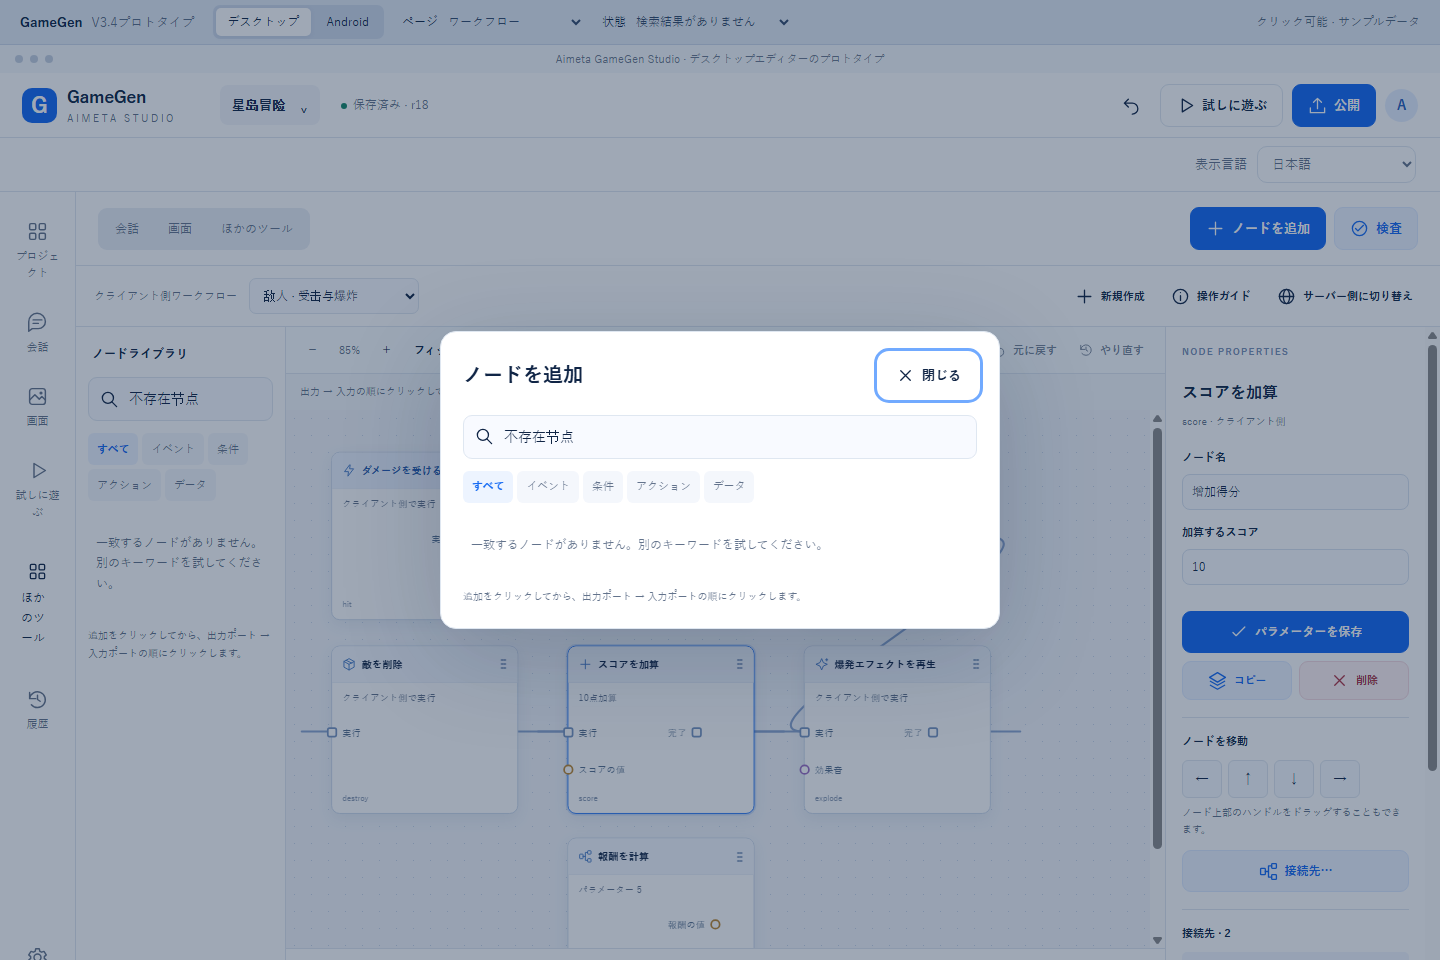 GameGen V3.4プロトタイプ デスクトップ Android ページ ワークフロー 状態 検索結果がありません クリック可能 · サンプルデータ
Aimeta GameGen Studio · デスクトップエディターのプロトタイプ
G GameGen
AIMETA STUDIO
星岛冒险
保存済み · r18
試しに遊ぶ
公開
A
表示言語 日本語
プロジェ
クト
会話
画面
試しに遊
ぶ
ほか
のツ
ール
履歴
会話 画面 ほかのツール
ノードを追加
検査
クライアント側ワークフロー 敌人 · 受击与爆炸
新規作成
操作ガイド
サーバー側に切り替え
ノードライブラリ
不存在节点
すべて イベント 条件
アクション データ
一致するノードがありません。
別のキーワードを試してくださ
い。
追加をクリックしてから、出力ポート →
入力ポートの順にクリックします。
− 85% + フィッ
元に戻す
やり直す
出力 → 入力の順にクリックして
ダメージを受ける
クライアント側で実行
hit
ノードを追加
閉じる
不存在节点
すべて イベント 条件 アクション データ
一致するノードがありません。別のキーワードを試してください。
追加をクリックしてから、出力ポート → 入力ポートの順にクリックします。
敵を削除
クライアント側で実行
実行
destroy
スコアを加算
10点加算
実行 完了
スコアの値
score
爆発エフェクトを再生
クライアント側で実行
実行 完了
効果音
explode
報酬を計算
パラメーター 5
報酬の値
NODE PROPERTIES
スコアを加算
score · クライアント側
ノード名
增加得分
加算するスコア
10
パラメーターを保存
コピー
削除
ノードを移動
← ↑ ↓ →
ノード上部のハンドルをドラッグすることもでき
ます。
接続先…
接続先 · 2